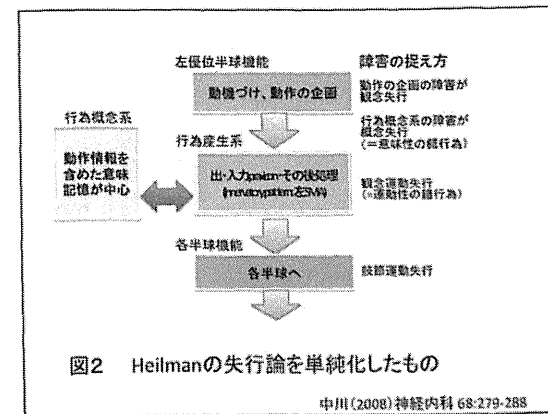 左優位半球機能
障害の捉え方
動機づけ、動作の企画
動作の企画の障害が
観念失行
行為概念系
動作情報を
含めた意味
記憶が中心
行為概念系の障害が
概念失行
(=意味性の錯行為)
行為産生系
出・入力praxicon・その後処理
(innervatory pattern 左SMA)
観念運動失行
(=運動性の錯行為)
各半球機能
各半球へ
肢節運動失行
図2 Heilmanの失行論を単純化したもの
中川(2008)神経内科 68:279-288